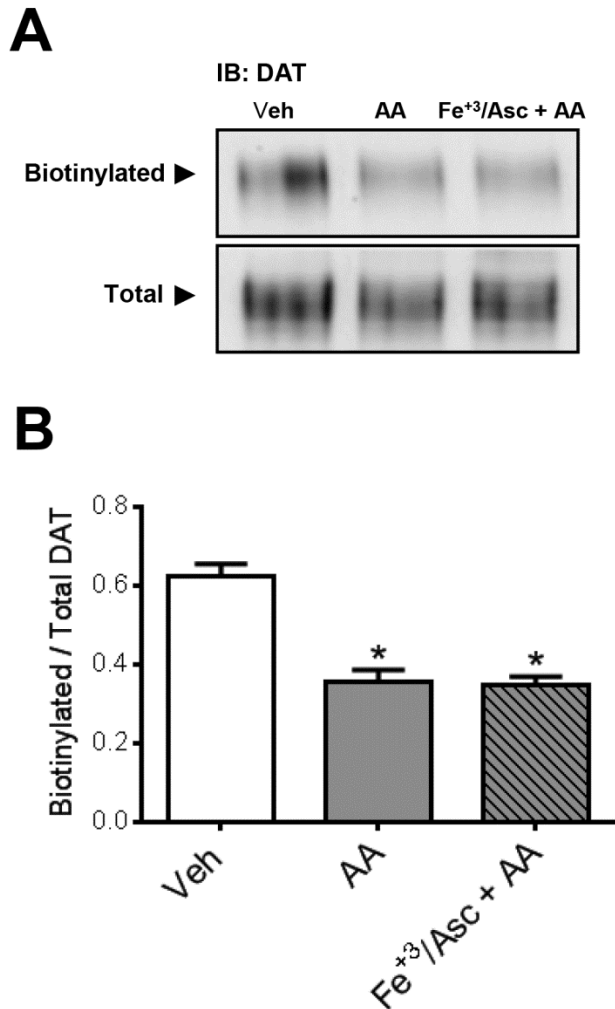 A
IB: DAT
Veh AA Fe⁺³/Asc + AA
Biotinylated ►
Total ►
B
Biotinylated / Total DAT
0.8
0.6
0.4
0.2
0.0
* *
Veh AA Fe⁺³/Asc + AA